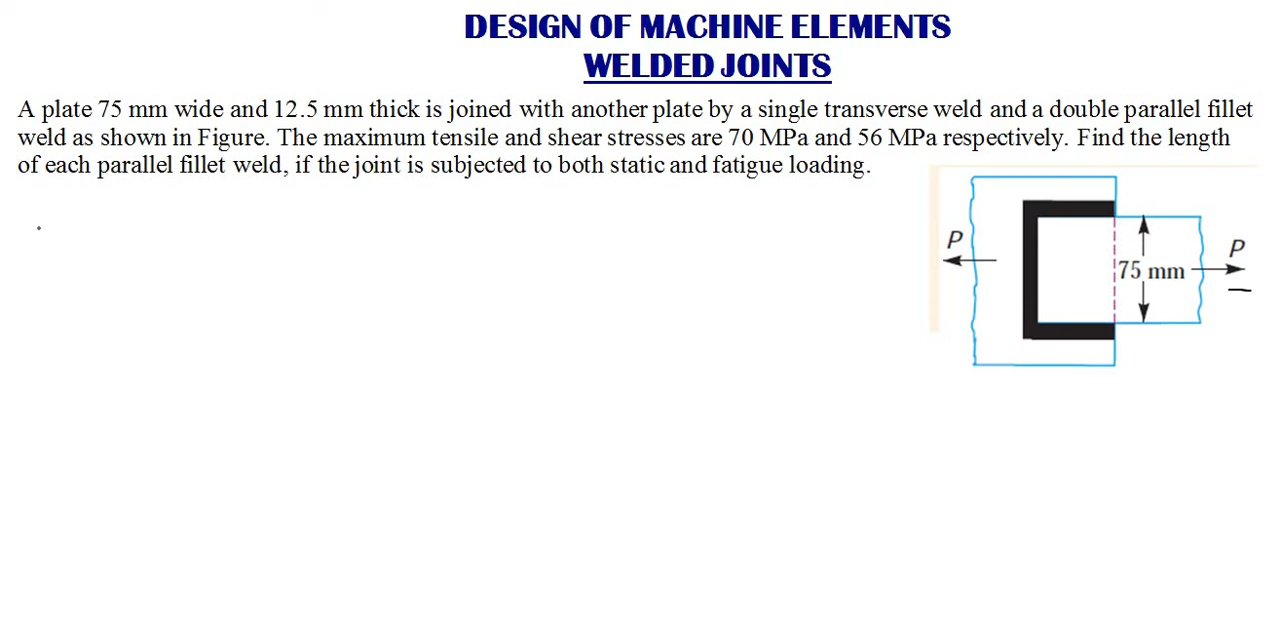 DESIGN OF MACHINE ELEMENTS
WELDED JOINTS
A plate 75 mm wide and 12.5 mm thick is joined with another plate by a single transverse weld and a double parallel fillet
weld as shown in Figure. The maximum tensile and shear stresses are 70 MPa and 56 MPa respectively. Find the length
of each parallel fillet weld, if the joint is subjected to both static and fatigue loading.
P
P
75 mm